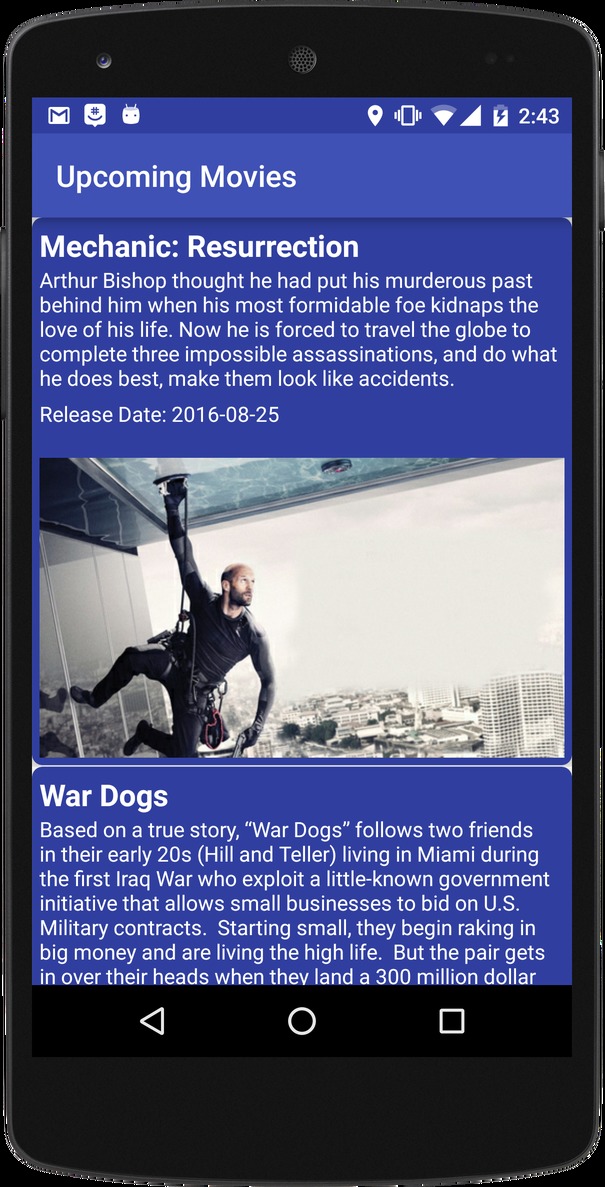 2:43
Upcoming Movies
Mechanic: Resurrection
Arthur Bishop thought he had put his murderous past
behind him when his most formidable foe kidnaps the
love of his life. Now he is forced to travel the globe to
complete three impossible assassinations, and do what
he does best, make them look like accidents.
Release Date: 2016-08-25
War Dogs
Based on a true story, “War Dogs” follows two friends
in their early 20s (Hill and Teller) living in Miami during
the first Iraq War who exploit a little-known government
initiative that allows small businesses to bid on U.S.
Military contracts.  Starting small, they begin raking in
big money and are living the high life.  But the pair gets
in over their heads when they land a 300 million dollar